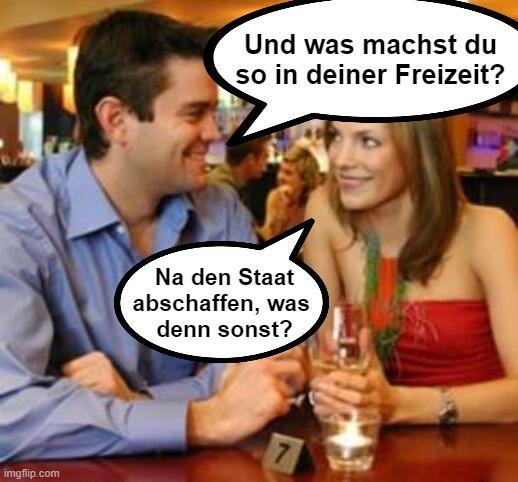 Und was machst du
so in deiner Freizeit?
Na den Staat
abschaffen, was
denn sonst?
7
imgflip.com